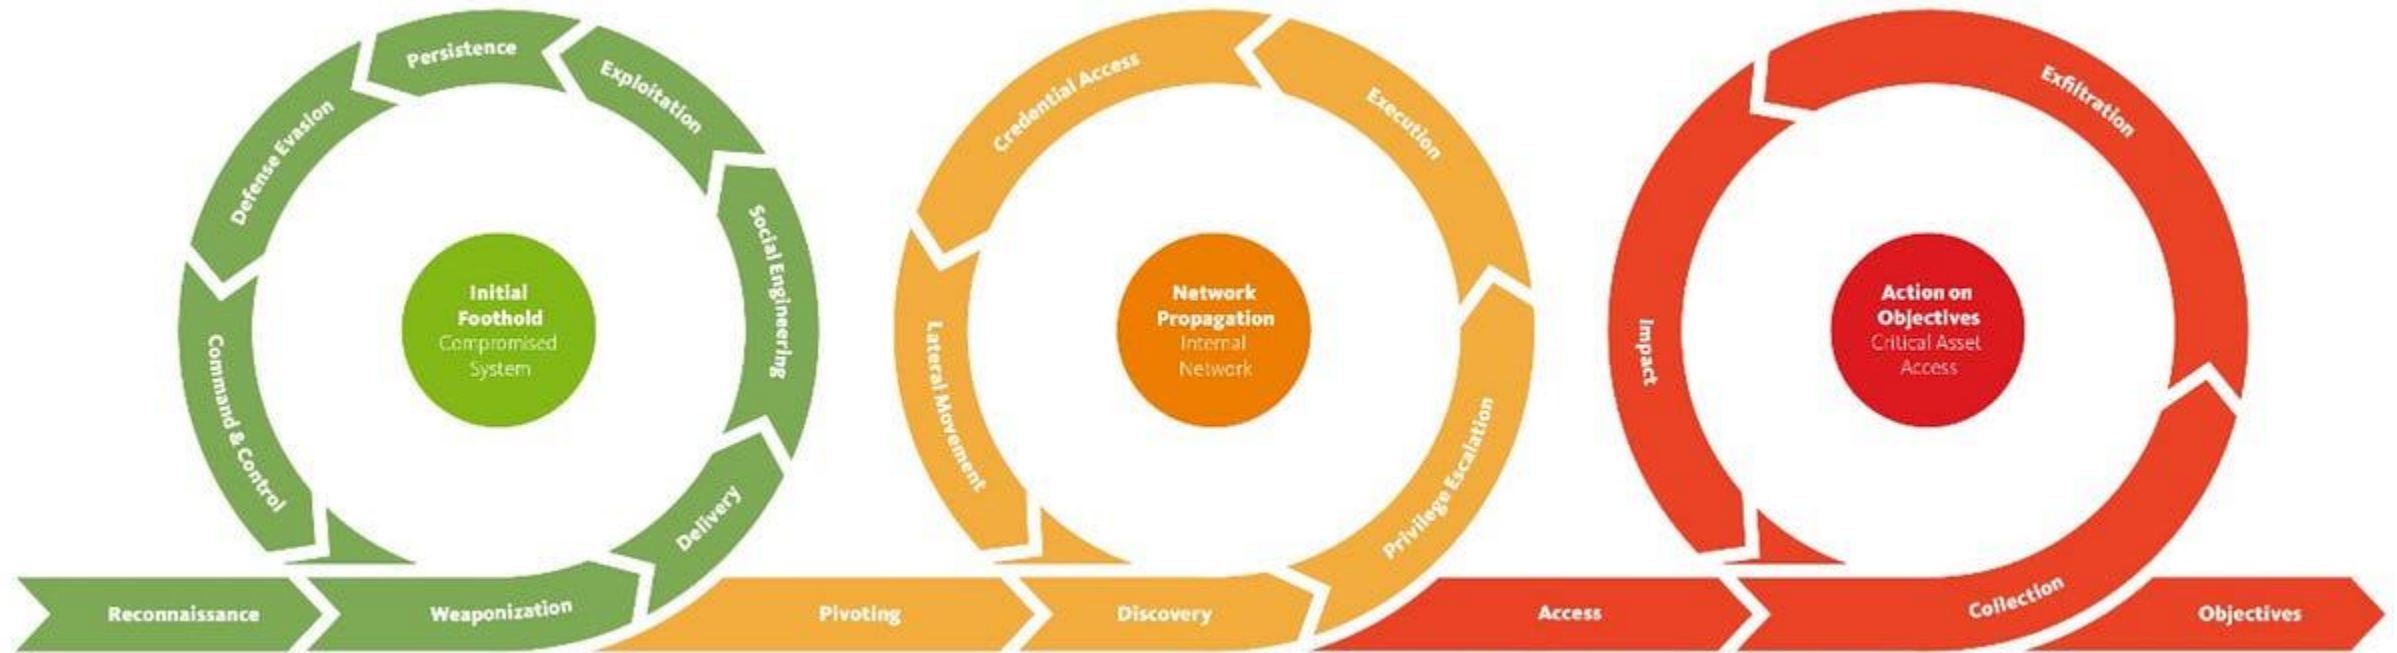 Reconnaissance
Weaponization
Delivery
Social Engineering
Exploitation
Persistence
Defense Evasion
Command & Control
Initial
Foothold
Compromised
System
Pivoting
Discovery
Privilege Escalation
Execution
Credential Access
Lateral Movement
Network
Propagation
Internal
Network
Access
Collection
Exfiltration
Impact
Action on
Objectives
Critical Asset
Access
Objectives